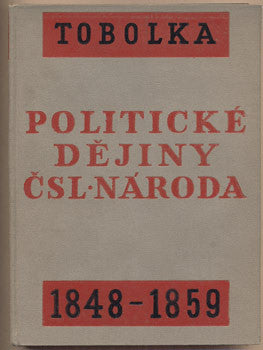 TOBOLKA
POLITICKÉ
DĚJINY
ČSL·NÁRODA
1848-1859